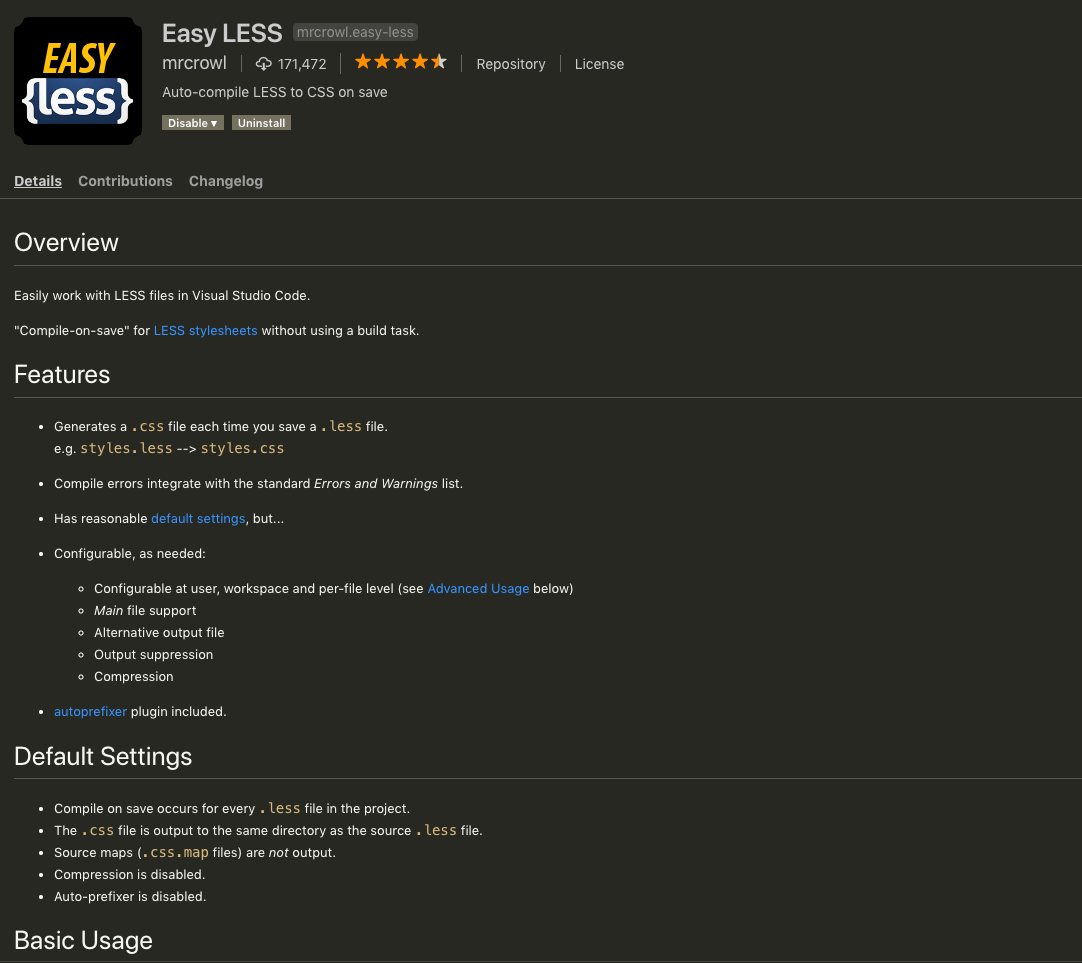 EASY
{less}
Easy LESS mrcrowl.easy-less
mrcrowl 171,472 Repository License
Auto-compile LESS to CSS on save
Disable ▾ Uninstall
Details Contributions Changelog
Overview
Easily work with LESS files in Visual Studio Code.
"Compile-on-save" for LESS stylesheets without using a build task.
Features
• Generates a .css file each time you save a .less file.
e.g. styles.less --> styles.css
• Compile errors integrate with the standard Errors and Warnings list.
• Has reasonable default settings, but...
• Configurable, as needed:
◦ Configurable at user, workspace and per-file level (see Advanced Usage below)
◦ Main file support
◦ Alternative output file
◦ Output suppression
◦ Compression
• autoprefixer plugin included.
Default Settings
• Compile on save occurs for every .less file in the project.
• The .css file is output to the same directory as the source .less file.
• Source maps (.css.map files) are not output.
• Compression is disabled.
• Auto-prefixer is disabled.
Basic Usage